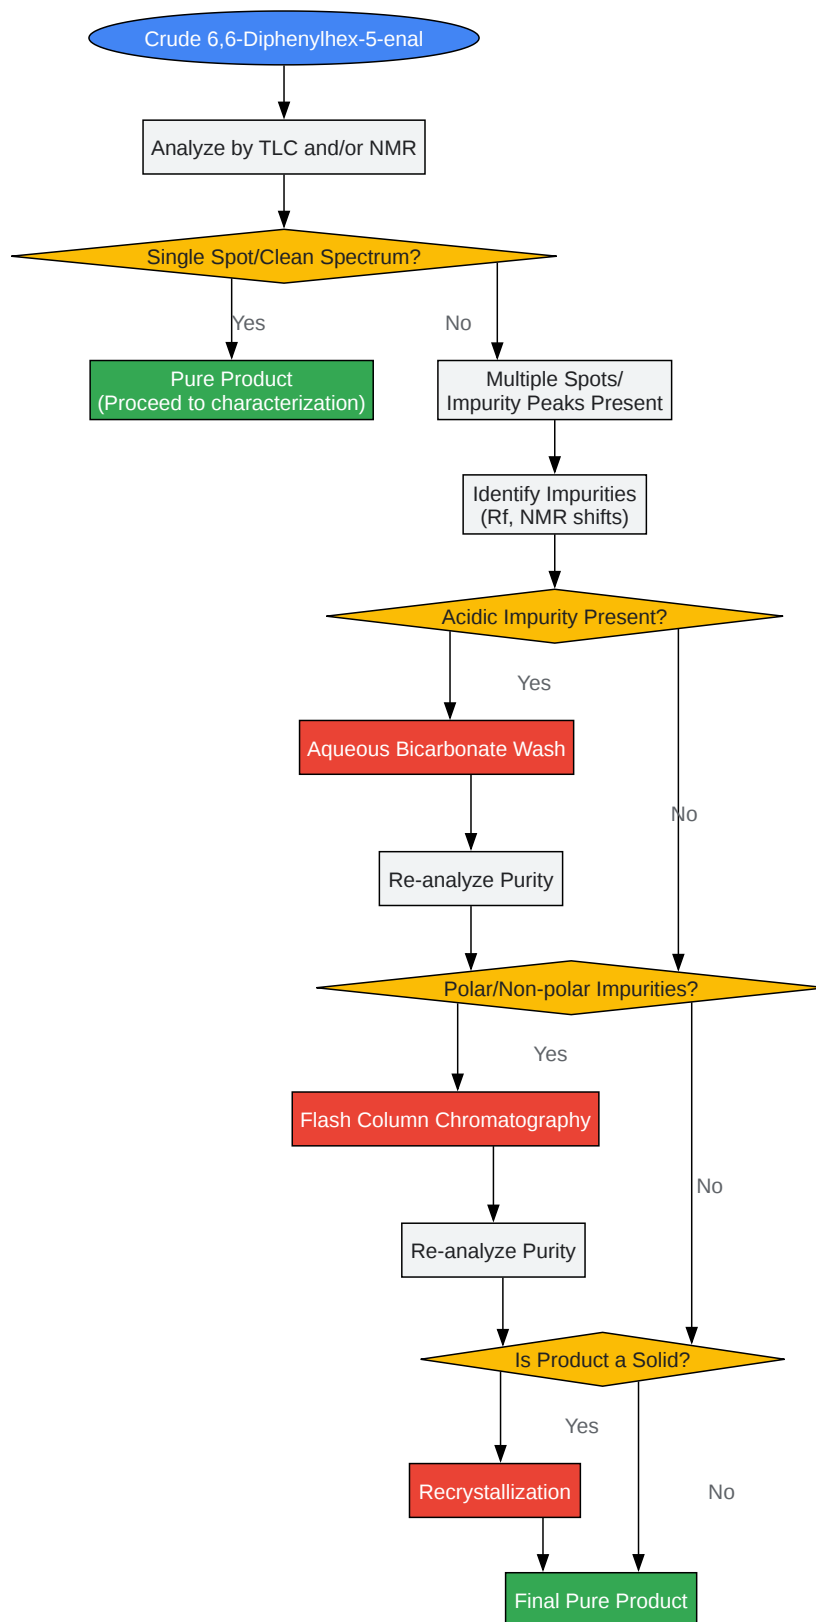 Crude 6,6-Diphenylhex-5-enal
Analyze by TLC and/or NMR
Single Spot/Clean Spectrum?
Yes
No
Pure Product
(Proceed to characterization)
Multiple Spots/
Impurity Peaks Present
Identify Impurities
(Rf, NMR shifts)
Acidic Impurity Present?
Yes
Aqueous Bicarbonate Wash
No
Re-analyze Purity
Polar/Non-polar Impurities?
Yes
Flash Column Chromatography
No
Re-analyze Purity
Is Product a Solid?
Yes
Recrystallization
No
Final Pure Product